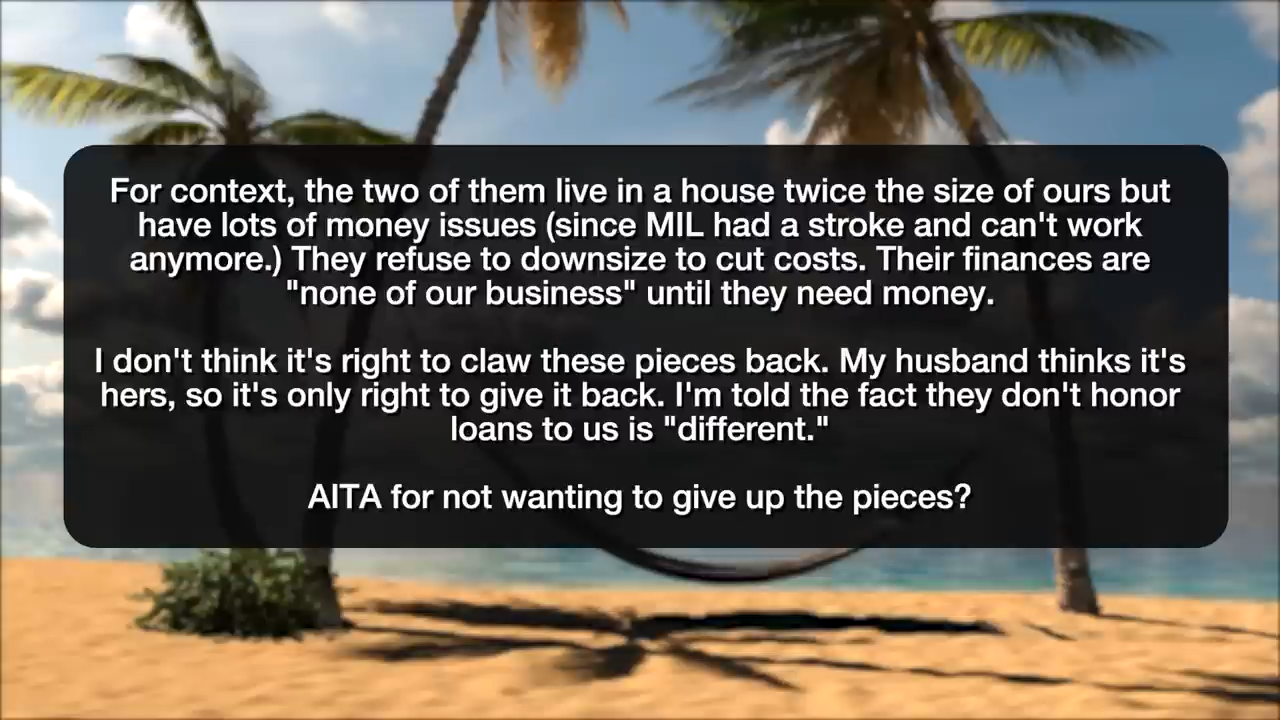 For context, the two of them live in a house twice the size of ours but
have lots of money issues (since MIL had a stroke and can't work
anymore.) They refuse to downsize to cut costs. Their finances are
"none of our business" until they need money.
I don't think it's right to claw these pieces back. My husband thinks it's
hers, so it's only right to give it back. I'm told the fact they don't honor
loans to us is "different."
AITA for not wanting to give up the pieces?